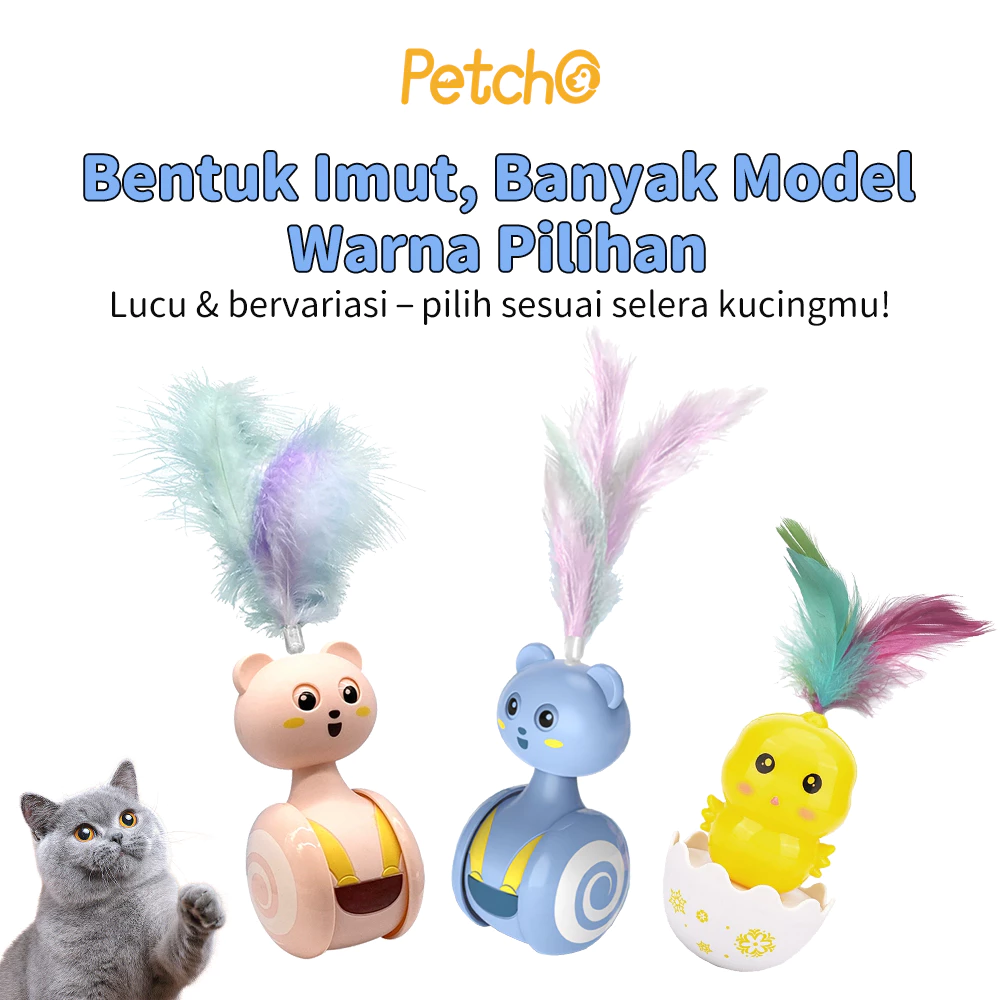 Petcho
Bentuk Imut, Banyak Model
Warna Pilihan
Lucu & bervariasi – pilih sesuai selera kucingmu!